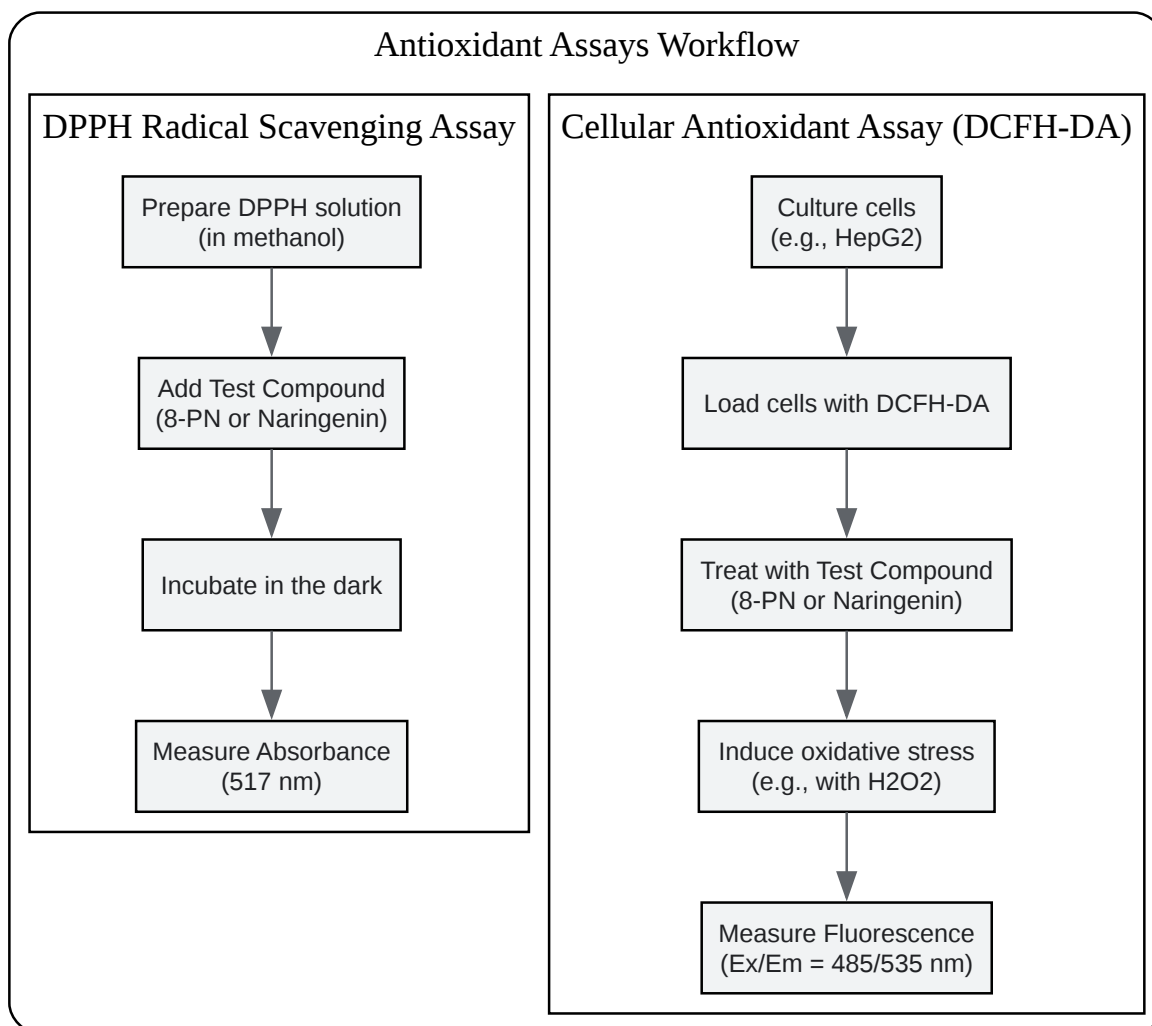 Antioxidant Assays Workflow
DPPH Radical Scavenging Assay
Prepare DPPH solution
(in methanol)
Add Test Compound
(8-PN or Naringenin)
Incubate in the dark
Measure Absorbance
(517 nm)
Cellular Antioxidant Assay (DCFH-DA)
Culture cells
(e.g., HepG2)
Load cells with DCFH-DA
Treat with Test Compound
(8-PN or Naringenin)
Induce oxidative stress
(e.g., with H2O2)
Measure Fluorescence
(Ex/Em = 485/535 nm)